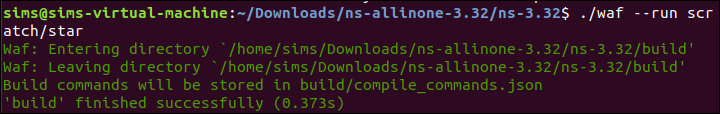 sims@sims-virtual-machine:~/Downloads/ns-allinone-3.32/ns-3.32$ ./waf --run scr
atch/star
Waf: Entering directory `/home/sims/Downloads/ns-allinone-3.32/ns-3.32/build'
Waf: Leaving directory `/home/sims/Downloads/ns-allinone-3.32/ns-3.32/build'
Build commands will be stored in build/compile_commands.json
'build' finished successfully (0.373s)